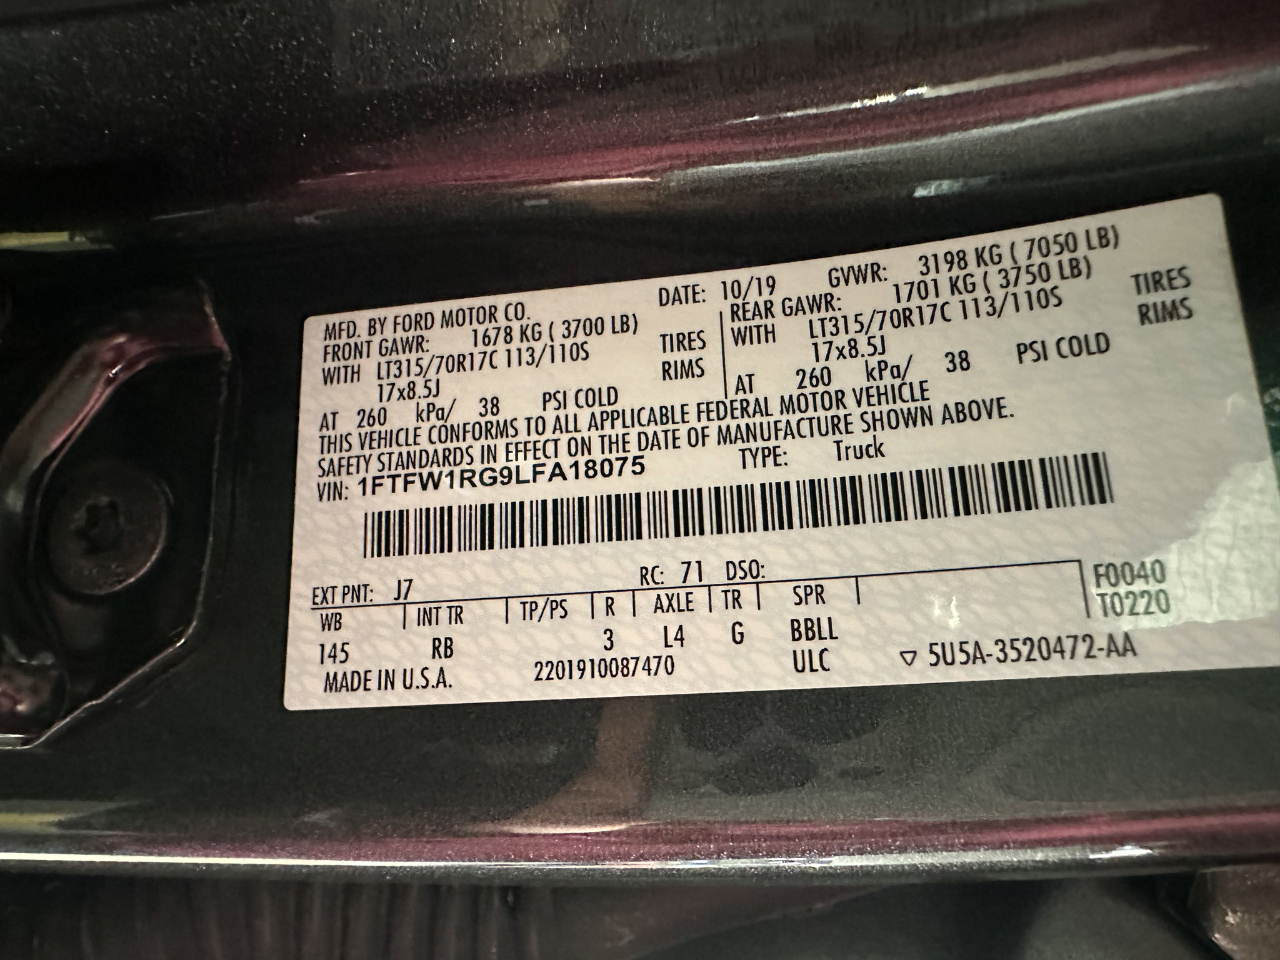 MFD. BY FORD MOTOR CO. DATE: 10/19 GVWR: 3198 KG ( 7050 LB)
FRONT GAWR: 1678 KG ( 3700 LB) REAR GAWR: 1701 KG ( 3750 LB)
WITH LT315/70R17C 113/110S TIRES WITH LT315/70R17C 113/110S TIRES
17x8.5J RIMS 17x8.5J RIMS
AT 260 kPa/ 38 PSI COLD AT 260 kPa/ 38 PSI COLD
THIS VEHICLE CONFORMS TO ALL APPLICABLE FEDERAL MOTOR VEHICLE
SAFETY STANDARDS IN EFFECT ON THE DATE OF MANUFACTURE SHOWN ABOVE.
VIN: 1FTFW1RG9LFA18075 TYPE: Truck
EXT PNT: J7 RC: 71 DSO: F0040
WB INT TR TP/PS R AXLE TR SPR T0220
145 RB 3 L4 G BBLL
MADE IN U.S.A. 2201910087470 ULC ▽ 5U5A-3520472-AA